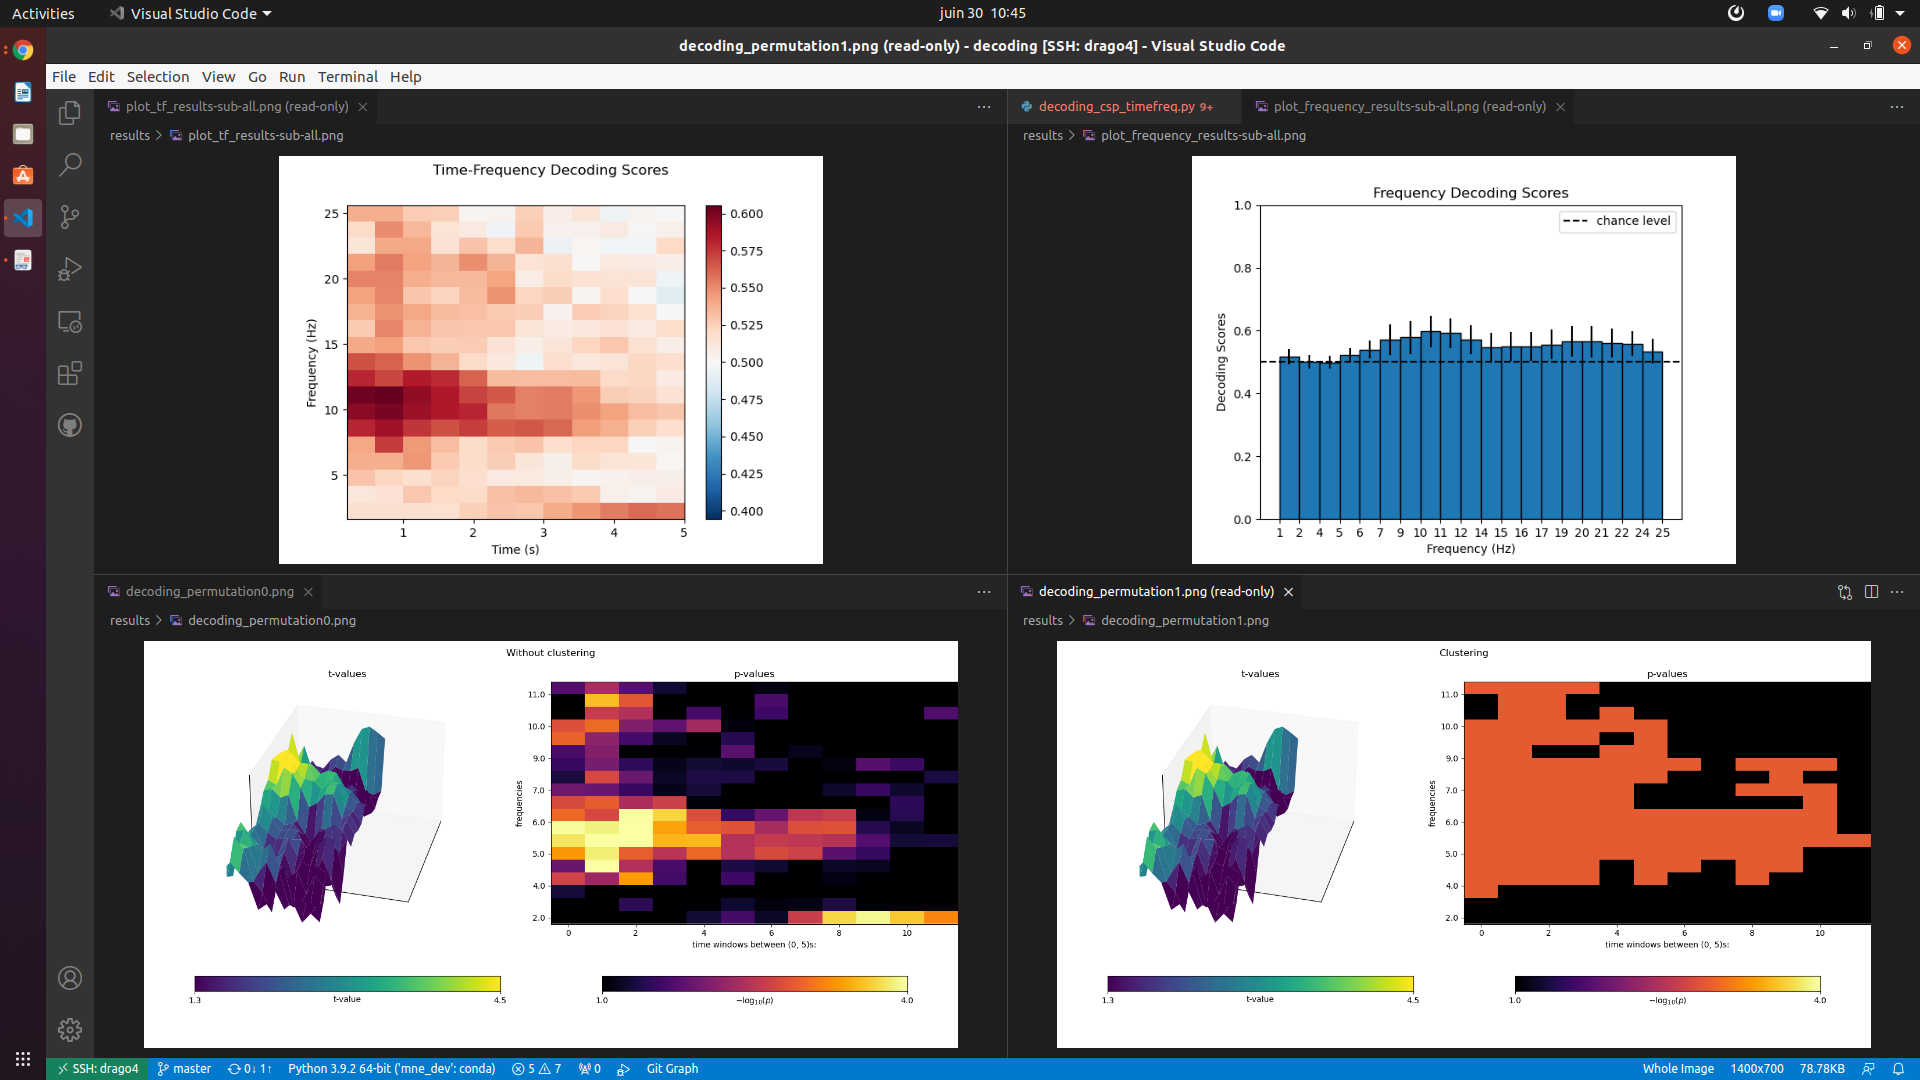 Activities
Visual Studio Code
juin 30 10:45
decoding_permutation1.png (read-only) - decoding [SSH: drago4] - Visual Studio Code
File Edit Selection View Go Run Terminal Help
plot_tf_results-sub-all.png (read-only)
results > plot_tf_results-sub-all.png
Time-Frequency Decoding Scores
25
20
15
10
5
Frequency (Hz)
1 2 3 4 5
Time (s)
0.600
0.575
0.550
0.525
0.500
0.475
0.450
0.425
0.400
decoding_csp_timefreq.py 9+
plot_frequency_results-sub-all.png (read-only)
results > plot_frequency_results-sub-all.png
Frequency Decoding Scores
chance level
1.0
0.8
0.6
0.4
0.2
0.0
Decoding Scores
1 2 4 5 6 7 9 10 11 12 14 15 16 17 19 20 21 22 24 25
Frequency (Hz)
decoding_permutation0.png
results > decoding_permutation0.png
Without clustering
t-values
p-values
11.0
10.0
9.0
8.0
7.0
6.0
5.0
4.0
2.0
frequencies
0 2 4 6 8 10
time windows between (0, 5)s:
1.3 t-value 4.5
1.0 −log10(p) 4.0
decoding_permutation1.png (read-only)
results > decoding_permutation1.png
Clustering
t-values
p-values
11.0
10.0
9.0
8.0
7.0
6.0
5.0
4.0
2.0
frequencies
0 2 4 6 8 10
time windows between (0, 5)s:
1.3 t-value 4.5
1.0 −log10(p) 4.0
SSH: drago4 master 0↓ 1↑ Python 3.9.2 64-bit ('mne_dev': conda) 5 7 0 Git Graph
Whole Image 1400x700 78.78KB